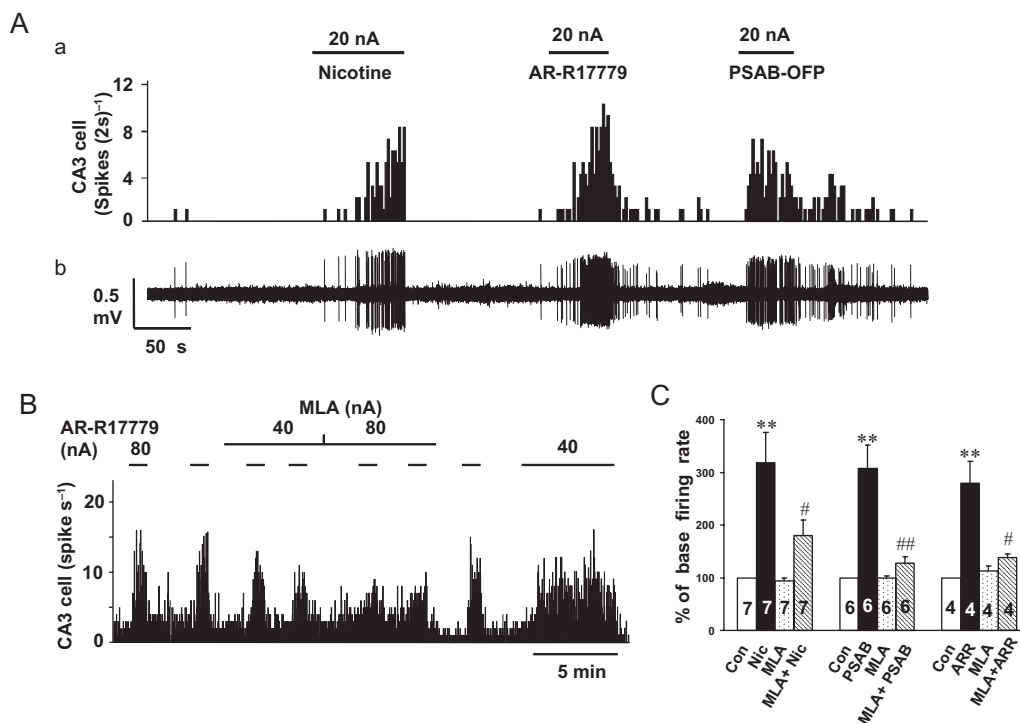 A
a
20 nA 20 nA 20 nA
Nicotine AR-R17779 PSAB-OFP
CA3 cell
(Spikes (2s)⁻¹)
12
8
4
0
b
0.5
mV
50 s
B
MLA (nA)
AR-R17779
(nA)
80 40 80 40
CA3 cell (spike s⁻¹)
20
10
0
5 min
C
% of base firing rate
400
300
200
100
0
** ** **
# ## #
7 7 7 7 6 6 6 6 4 4 4 4
Con Nic MLA MLA+ Nic Con PSAB MLA MLA+ PSAB Con ARR MLA MLA+ARR